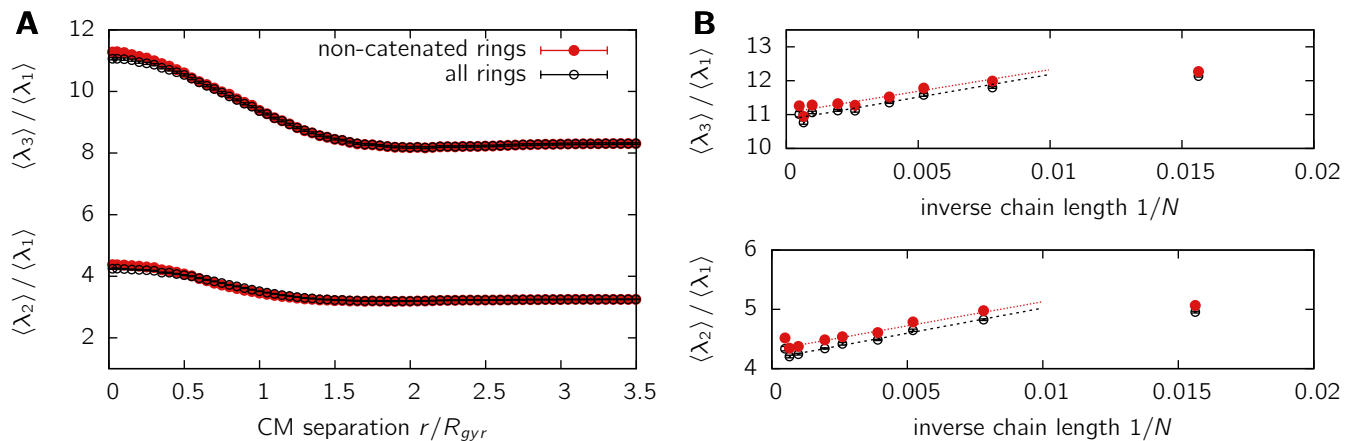 A
12
10
8
6
4
2
⟨λ3⟩ / ⟨λ1⟩
⟨λ2⟩ / ⟨λ1⟩
non-catenated rings
all rings
0 0.5 1 1.5 2 2.5 3 3.5
CM separation r/Rgyr
B
13
12
11
10
⟨λ3⟩ / ⟨λ1⟩
0 0.005 0.01 0.015 0.02
inverse chain length 1/N
6
5
4
⟨λ2⟩ / ⟨λ1⟩
0 0.005 0.01 0.015 0.02
inverse chain length 1/N